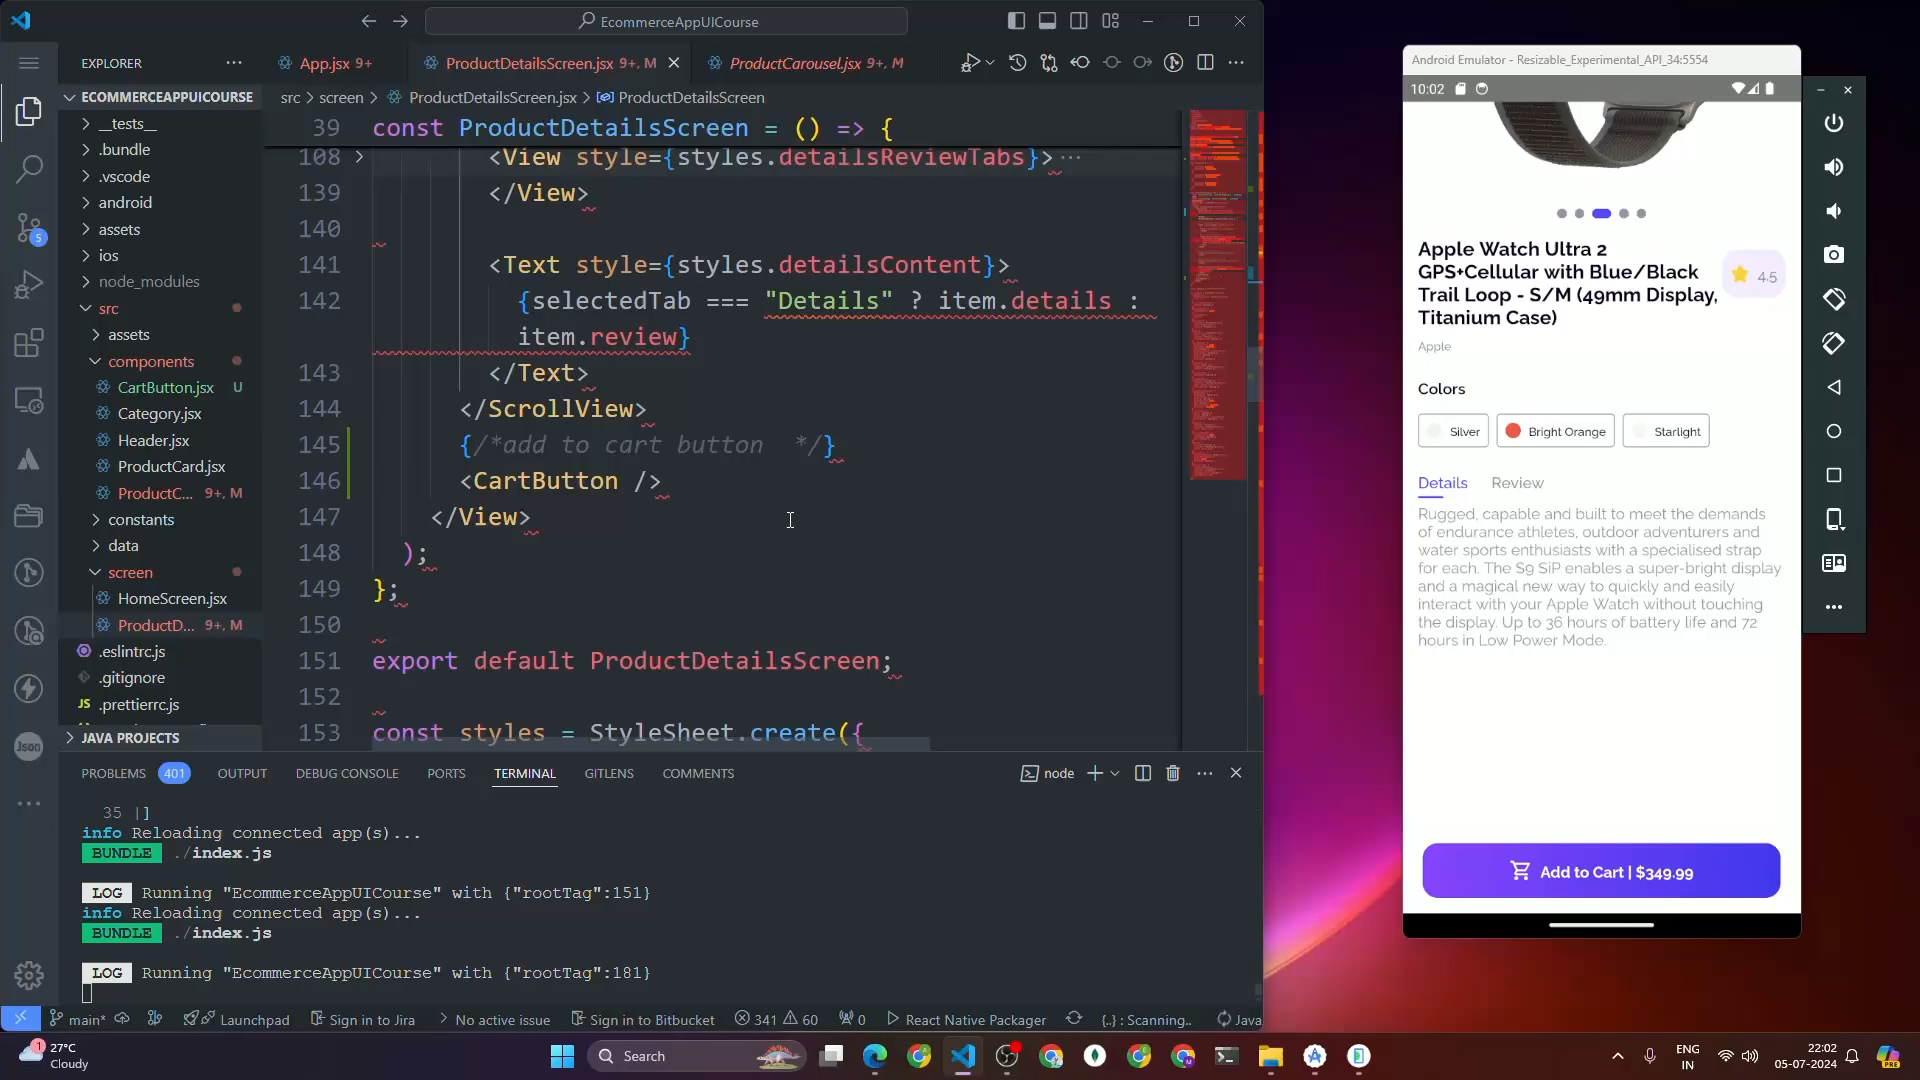 EcommerceAppUICourse
EXPLORER
App.jsx 9+
ProductDetailsScreen.jsx 9+, M
ProductCarousel.jsx 9+, M
ECOMMERCEAPPUICOURSE
__tests__
.bundle
.vscode
android
assets
ios
node_modules
src
assets
components
CartButton.jsx U
Category.jsx
Header.jsx
ProductCard.jsx
ProductC... 9+, M
constants
data
screen
HomeScreen.jsx
ProductD... 9+, M
.eslintrc.js
.gitignore
JS .prettierrc.js
JAVA PROJECTS
5
Json
src > screen > ProductDetailsScreen.jsx > ProductDetailsScreen
39 const ProductDetailsScreen = () => {
108 <View style={styles.detailsReviewTabs}>···
139 </View>
140
141 <Text style={styles.detailsContent}>
142 {selectedTab === "Details" ? item.details :
item.review}
143 </Text>
144 </ScrollView>
145 {/*add to cart button  */}
146 <CartButton />
147 </View>
148 );
149 };
150
151 export default ProductDetailsScreen;
152
153 const styles = StyleSheet.create({
PROBLEMS 401 OUTPUT DEBUG CONSOLE PORTS TERMINAL GITLENS COMMENTS
node
35 |]
info Reloading connected app(s)...
BUNDLE ./index.js
LOG Running "EcommerceAppUICourse" with {"rootTag":151}
info Reloading connected app(s)...
BUNDLE ./index.js
LOG Running "EcommerceAppUICourse" with {"rootTag":181}
main* Launchpad Sign in to Jira No active issue Sign in to Bitbucket 341 60 0 React Native Packager {..} : Scanning.. Java
Android Emulator - Resizable_Experimental_API_34:5554
10:02
Apple Watch Ultra 2
GPS+Cellular with Blue/Black
Trail Loop - S/M (49mm Display,
Titanium Case)
4.5
Apple
Colors
Silver
Bright Orange
Starlight
Details Review
Rugged, capable and built to meet the demands
of endurance athletes, outdoor adventurers and
water sports enthusiasts with a specialised strap
for each. The S9 SiP enables a super-bright display
and a magical new way to quickly and easily
interact with your Apple Watch without touching
the display. Up to 36 hours of battery life and 72
hours in Low Power Mode.
Add to Cart | $349.99
1
27°C
Cloudy
Search
ENG
IN
22:02
05-07-2024
PRE